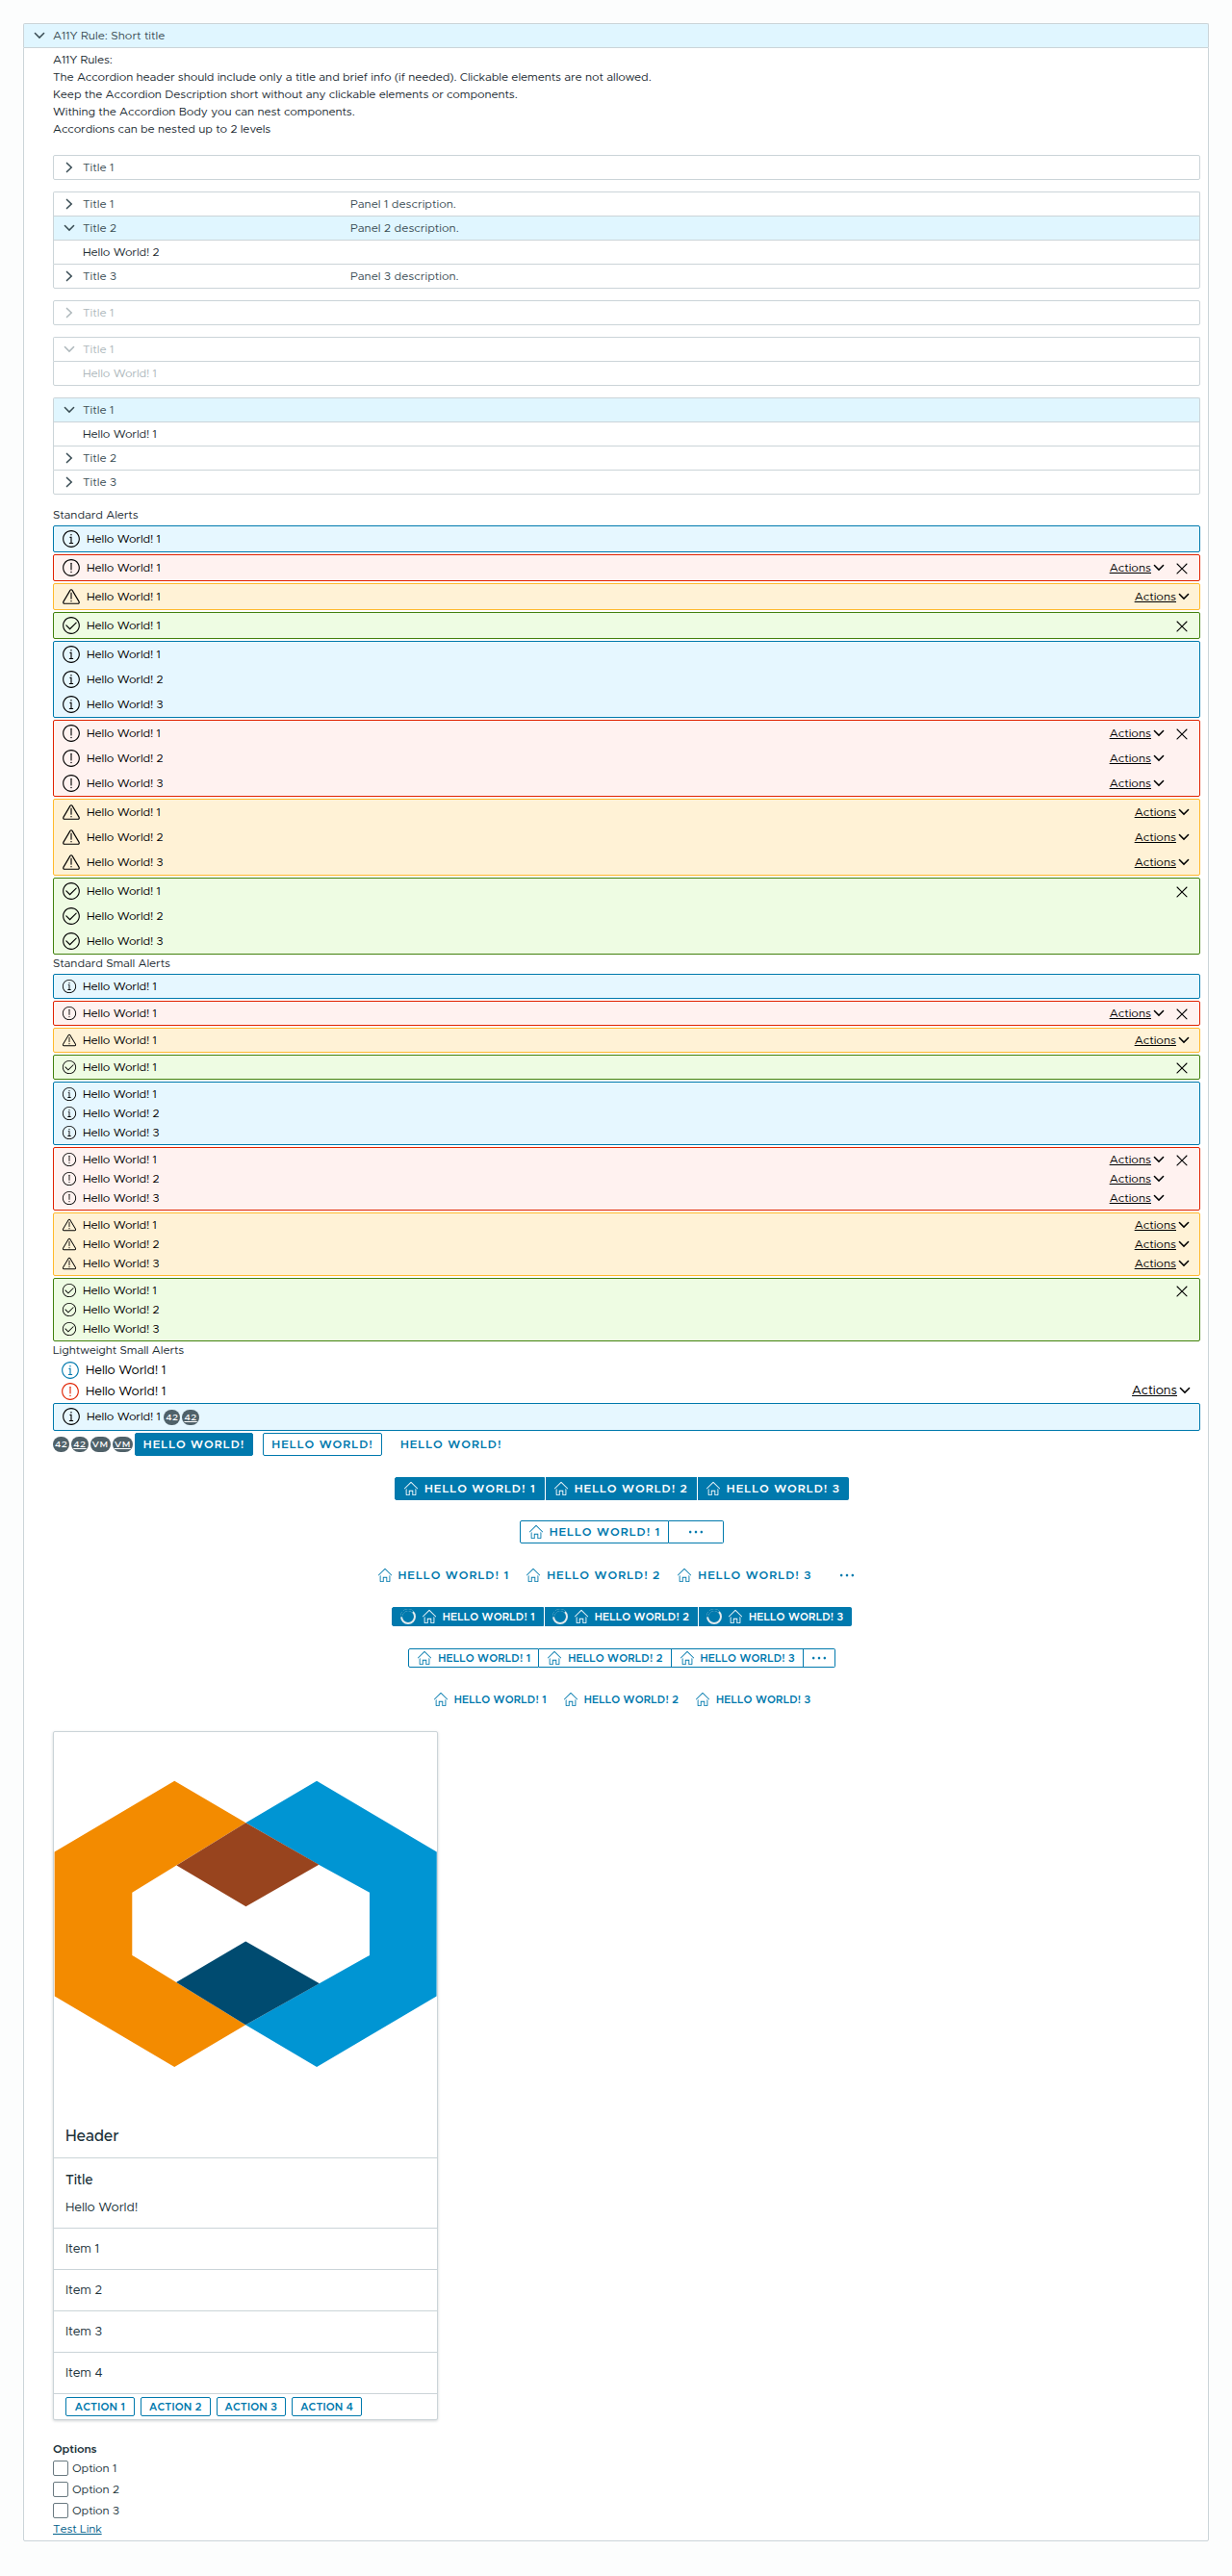 A11Y Rule: Short title
A11Y Rules:
The Accordion header should include only a title and brief info (if needed). Clickable elements are not allowed.
Keep the Accordion Description short without any clickable elements or components.
Withing the Accordion Body you can nest components.
Accordions can be nested up to 2 levels
Title 1
Title 1 Panel 1 description.
Title 2 Panel 2 description.
Hello World! 2
Title 3 Panel 3 description.
Title 1
Title 1
Hello World! 1
Title 1
Hello World! 1
Title 2
Title 3
Standard Alerts
Hello World! 1
Hello World! 1 Actions
Hello World! 1 Actions
Hello World! 1
Hello World! 1
Hello World! 2
Hello World! 3
Hello World! 1 Actions
Hello World! 2 Actions
Hello World! 3 Actions
Hello World! 1 Actions
Hello World! 2 Actions
Hello World! 3 Actions
Hello World! 1
Hello World! 2
Hello World! 3
Standard Small Alerts
Hello World! 1
Hello World! 1 Actions
Hello World! 1 Actions
Hello World! 1
Hello World! 1
Hello World! 2
Hello World! 3
Hello World! 1 Actions
Hello World! 2 Actions
Hello World! 3 Actions
Hello World! 1 Actions
Hello World! 2 Actions
Hello World! 3 Actions
Hello World! 1
Hello World! 2
Hello World! 3
Lightweight Small Alerts
Hello World! 1
Hello World! 1 Actions
Hello World! 1 42 42
42 42 VM VM HELLO WORLD! HELLO WORLD! HELLO WORLD!
HELLO WORLD! 1 HELLO WORLD! 2 HELLO WORLD! 3
HELLO WORLD! 1 ...
HELLO WORLD! 1 HELLO WORLD! 2 HELLO WORLD! 3 ...
HELLO WORLD! 1 HELLO WORLD! 2 HELLO WORLD! 3
HELLO WORLD! 1 HELLO WORLD! 2 HELLO WORLD! 3 ...
HELLO WORLD! 1 HELLO WORLD! 2 HELLO WORLD! 3
Header
Title
Hello World!
Item 1
Item 2
Item 3
Item 4
ACTION 1 ACTION 2 ACTION 3 ACTION 4
Options
Option 1
Option 2
Option 3
Test Link